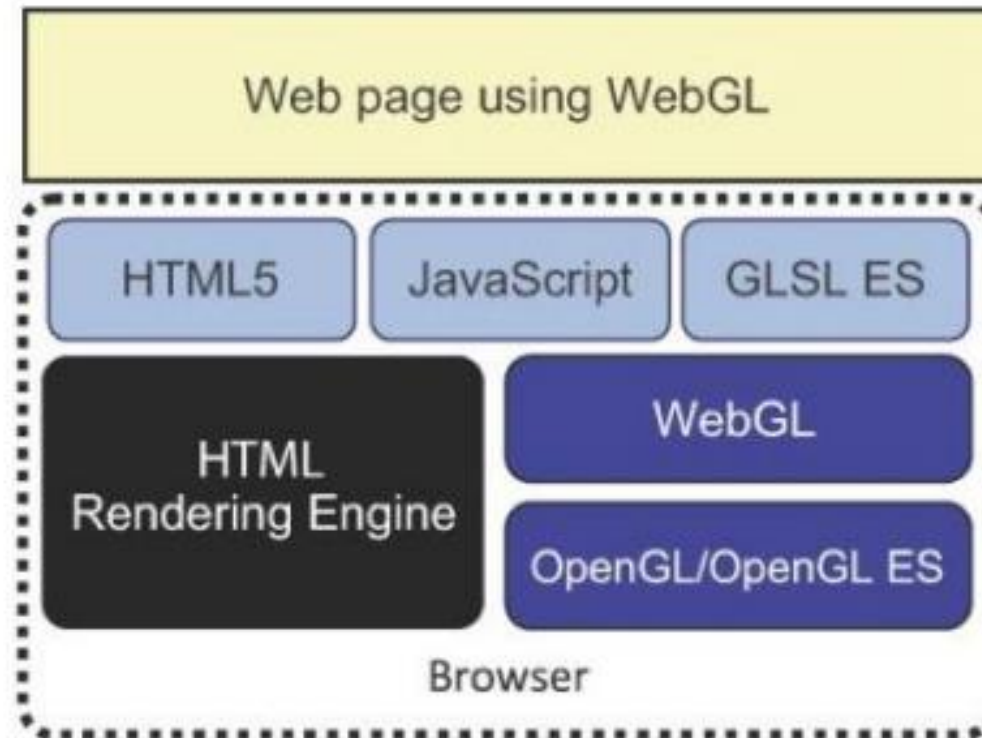 Web page using WebGL
HTML5
JavaScript
GLSL ES
HTML
Rendering Engine
WebGL
OpenGL/OpenGL ES
Browser